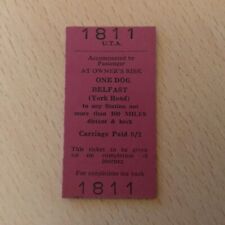 1811
U.T.A.
Accompanied by
Passenger
AT OWNER'S RISK
ONE DOG
BELFAST
(York Road)
to any Station not
more than 100 MILES
distant & back
Carriage Paid 9/2
This ticket to be given
up on completion of
journey
For conditions see back
1811